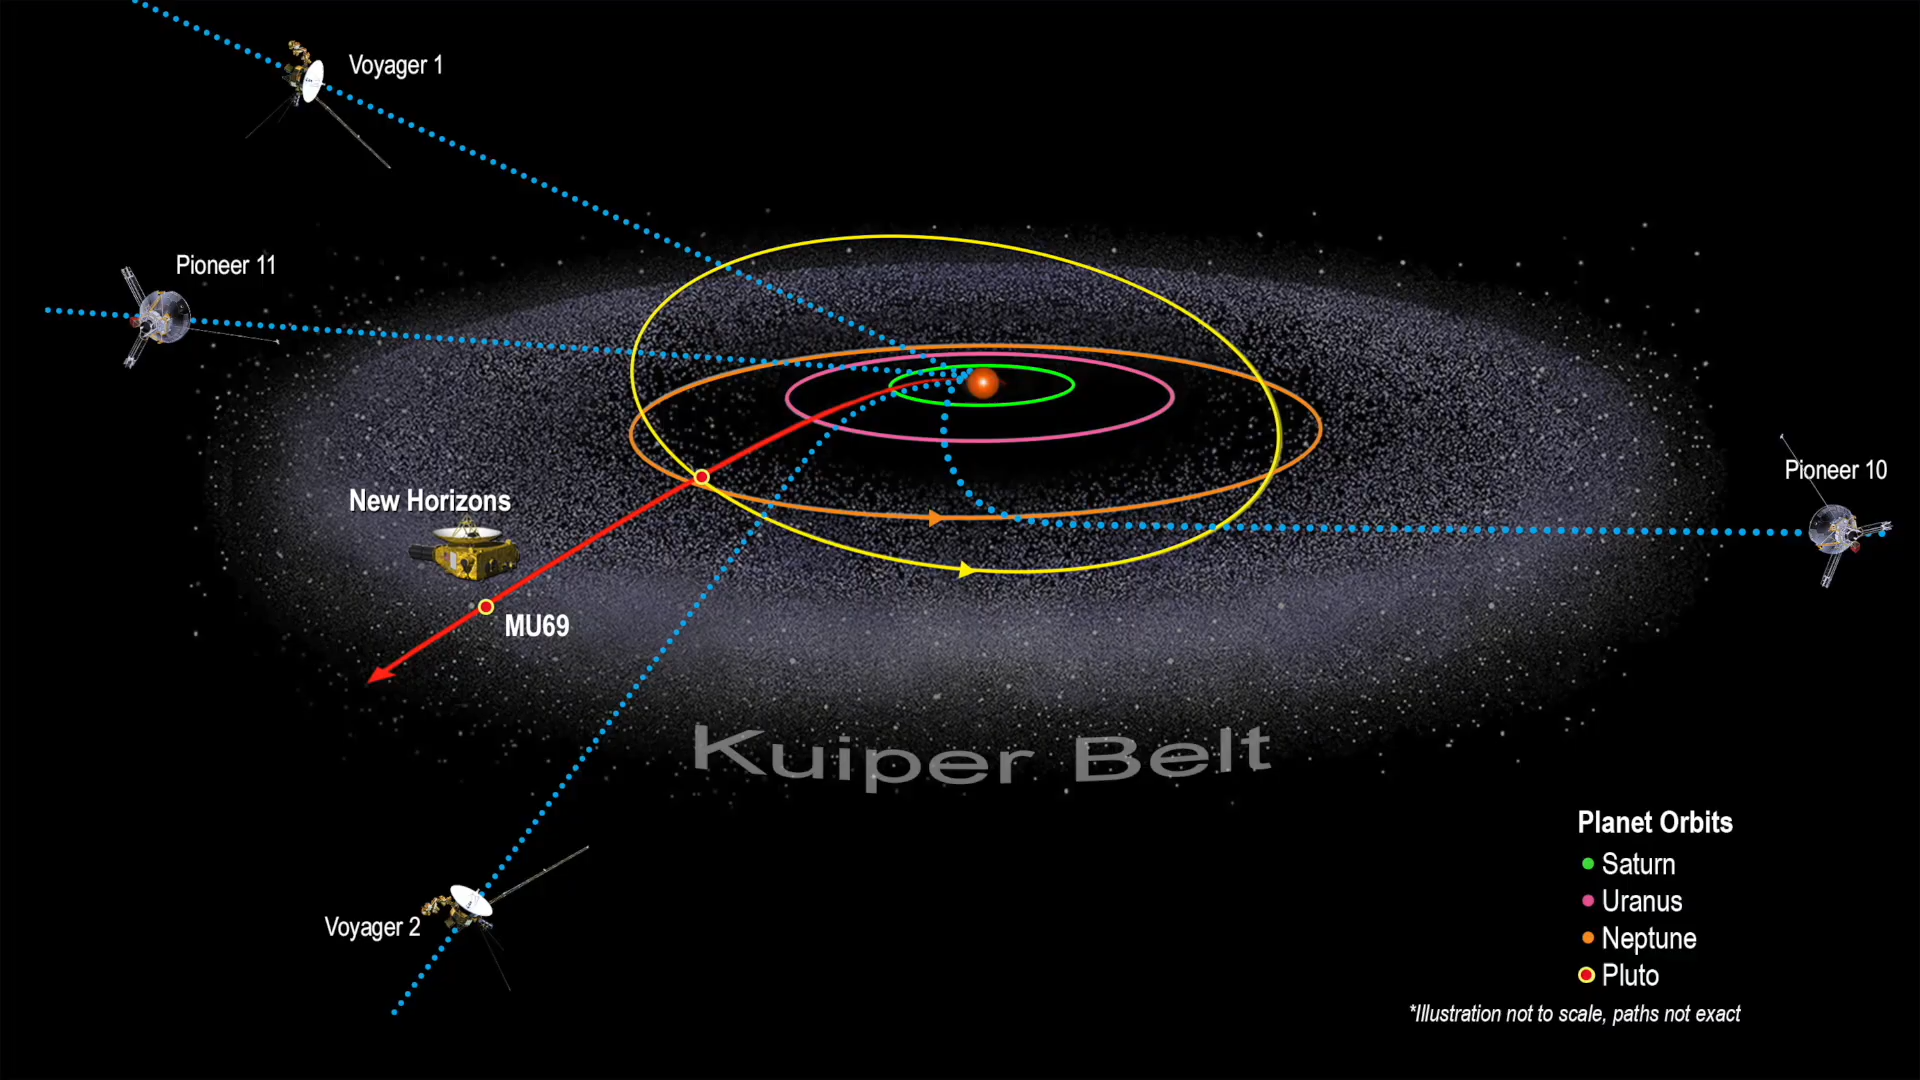 Voyager 1
Pioneer 11
Pioneer 10
New Horizons
MU69
Kuiper Belt
Voyager 2
Planet Orbits
Saturn
Uranus
Neptune
Pluto
*Illustration not to scale, paths not exact